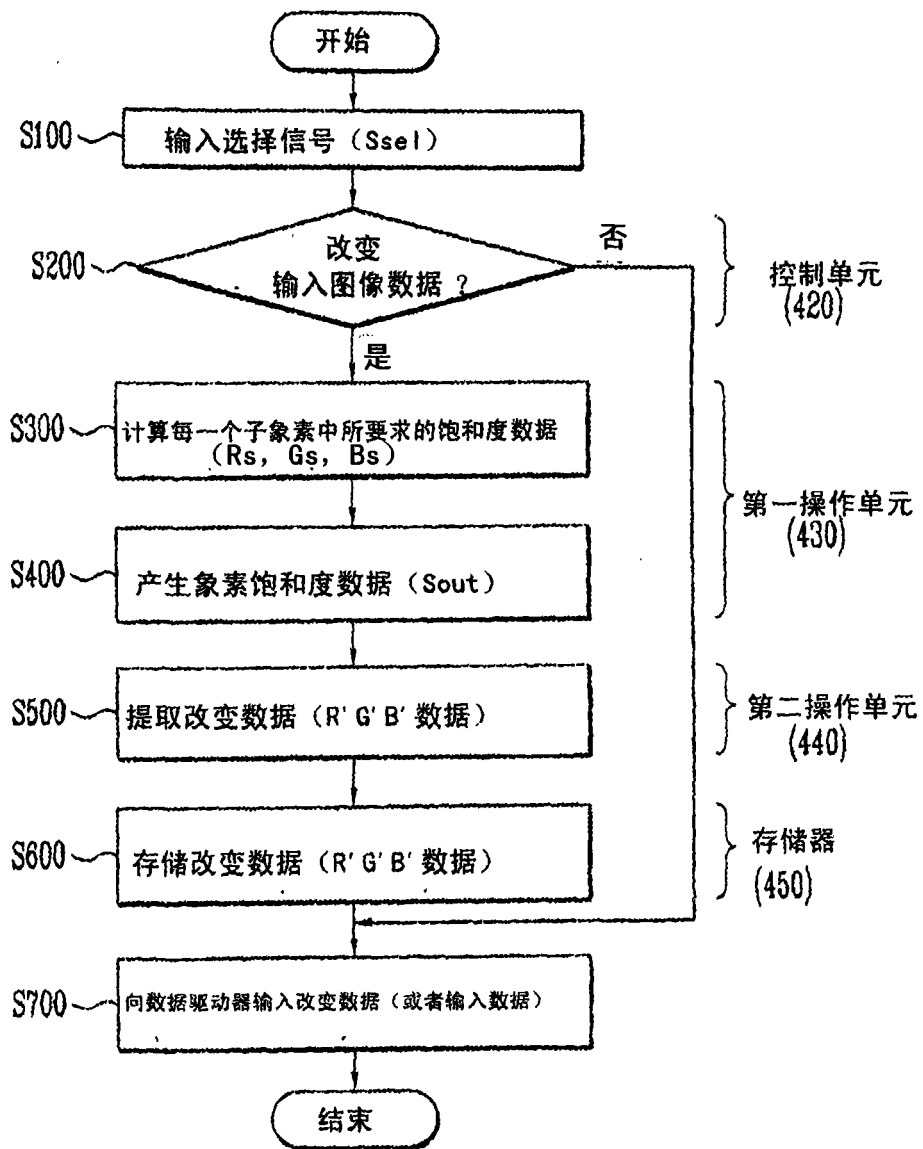 开始
S100
输入选择信号（Ssel）
S200
改变
输入图像数据 ？
否
控制单元
(420)
是
S300
计算每一个子象素中所要求的饱和度数据
（Rs，Gs，Bs）
第一操作单元
(430)
S400
产生象素饱和度数据（Sout）
S500
提取改变数据（R'G'B'数据）
第二操作单元
(440)
S600
存储改变数据（R'G'B'数据）
存储器
(450)
S700
向数据驱动器输入改变数据（或者输入数据）
结束